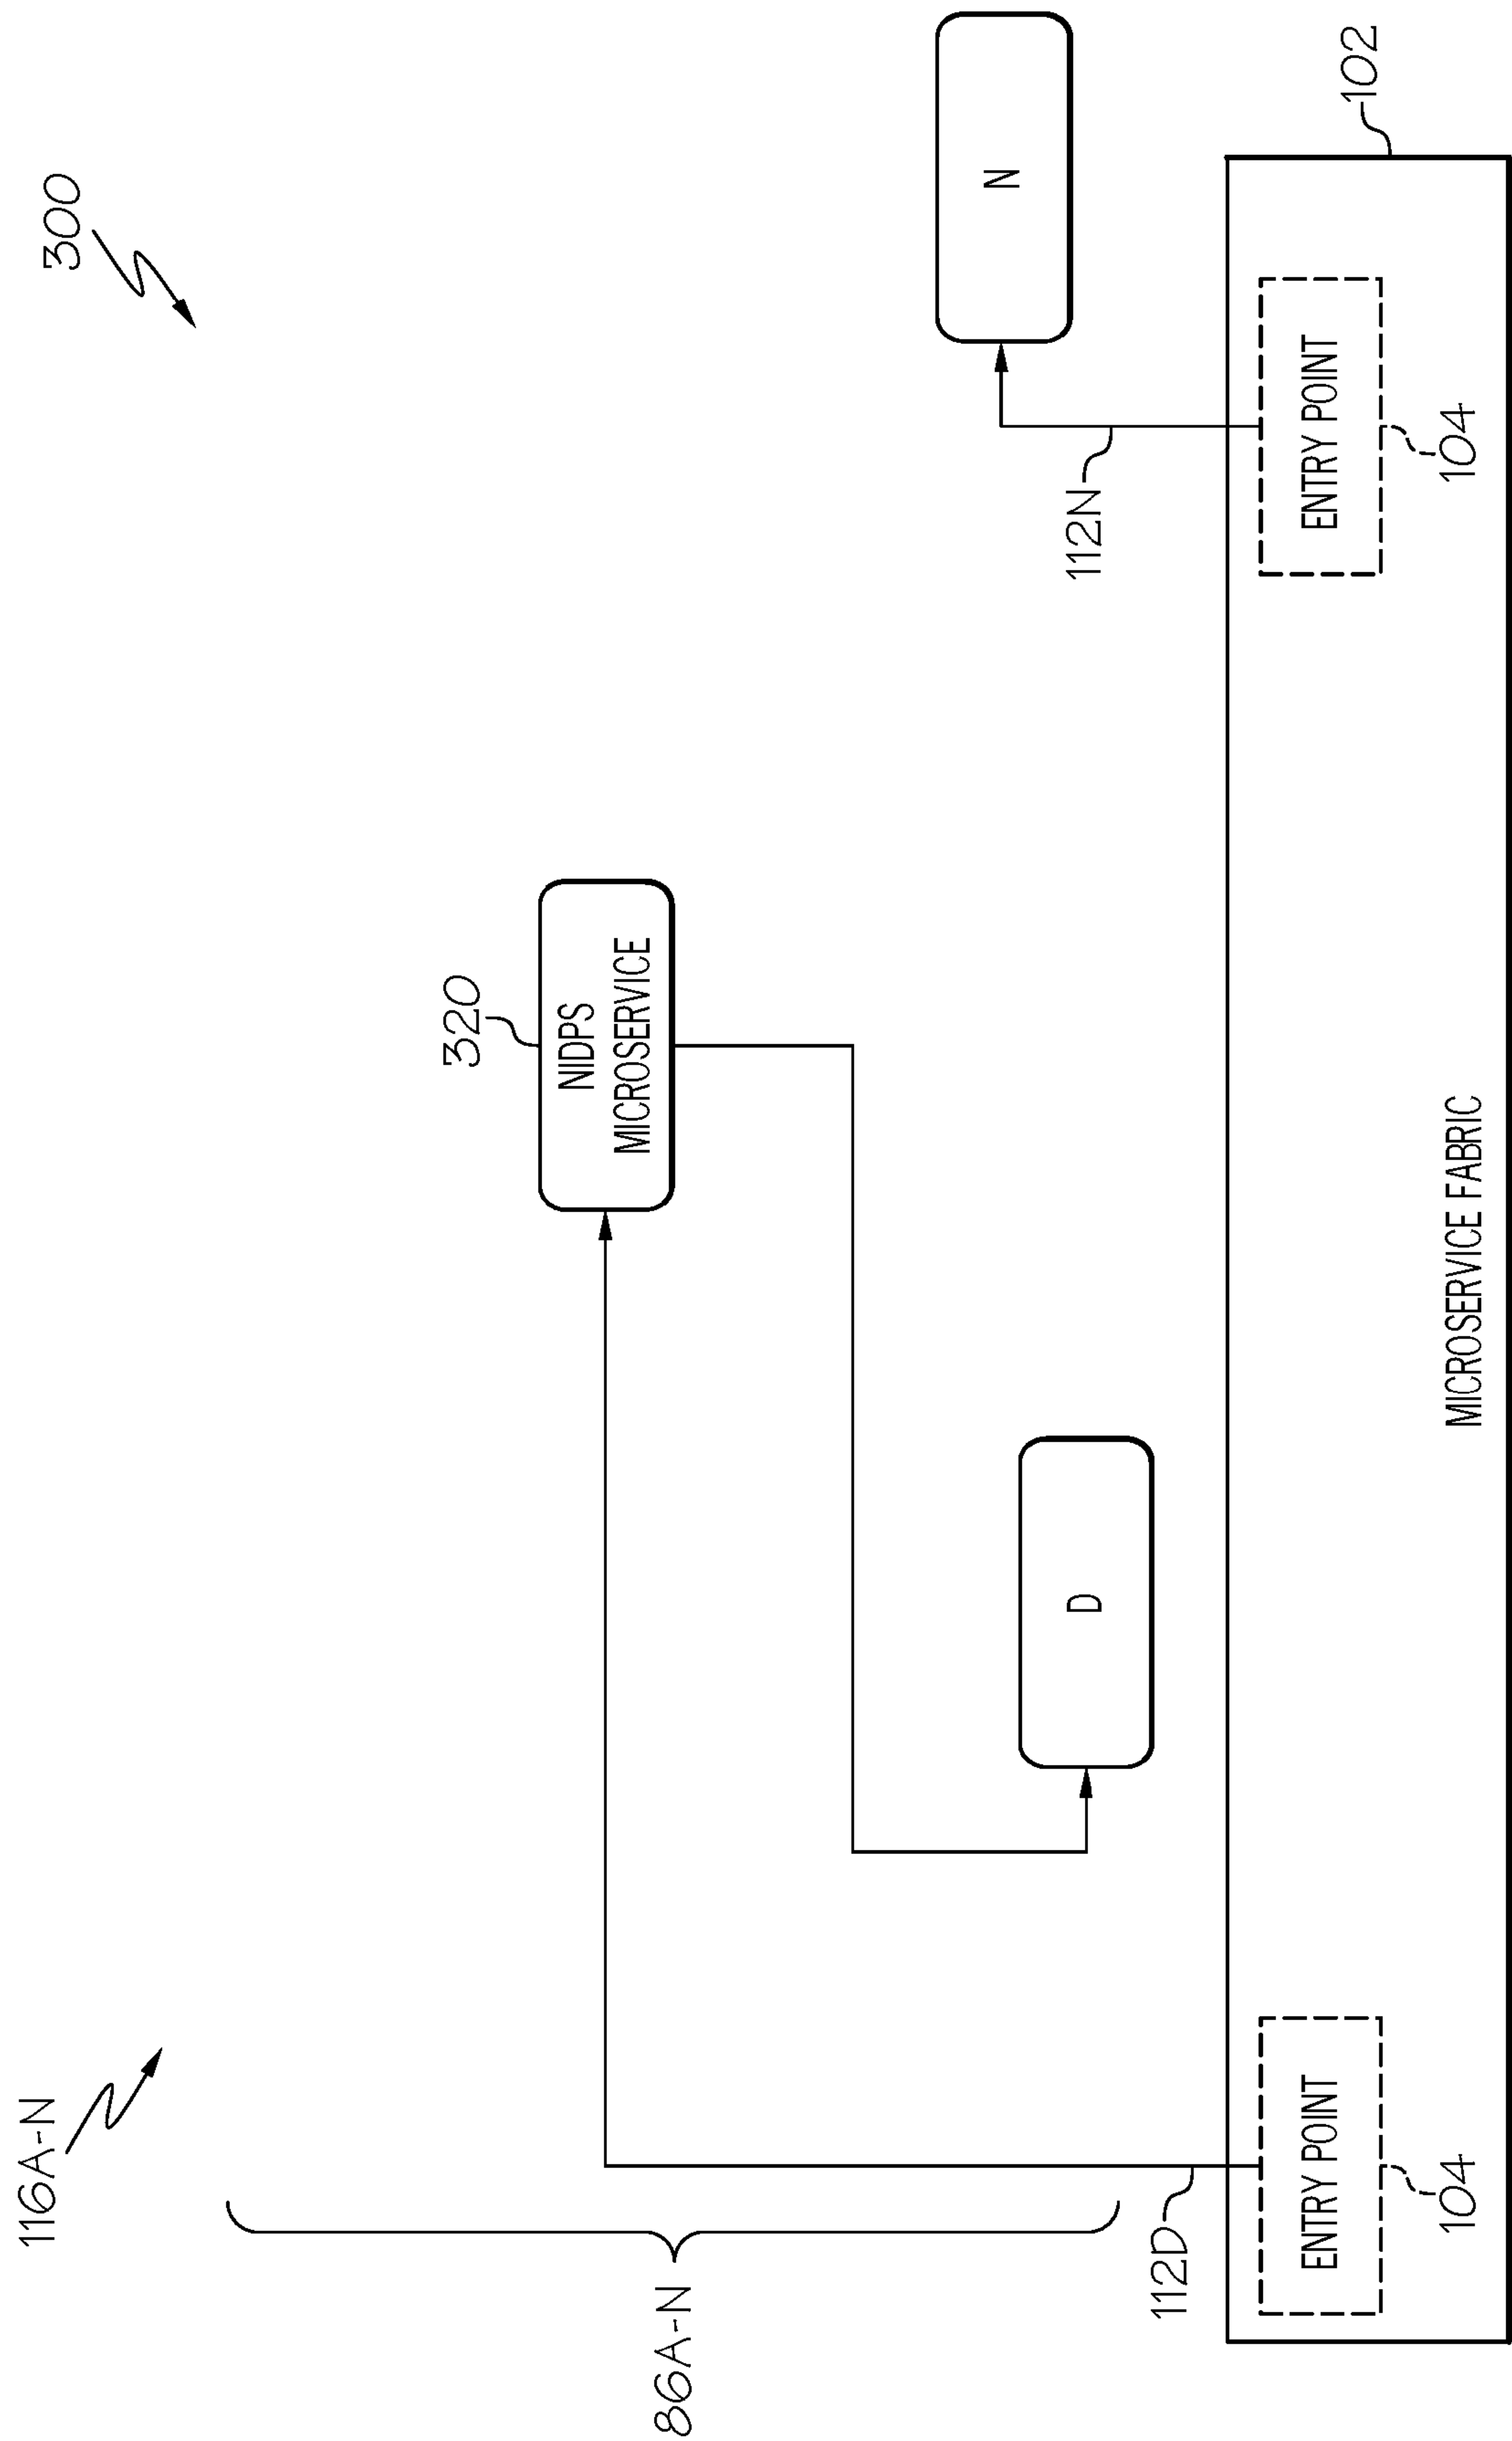 116A-N
300
320
NIDPS
MICROSERVICE
86A-N
D
N
112D
112N
102
ENTRY POINT
104
ENTRY POINT
104
MICROSERVICE FABRIC